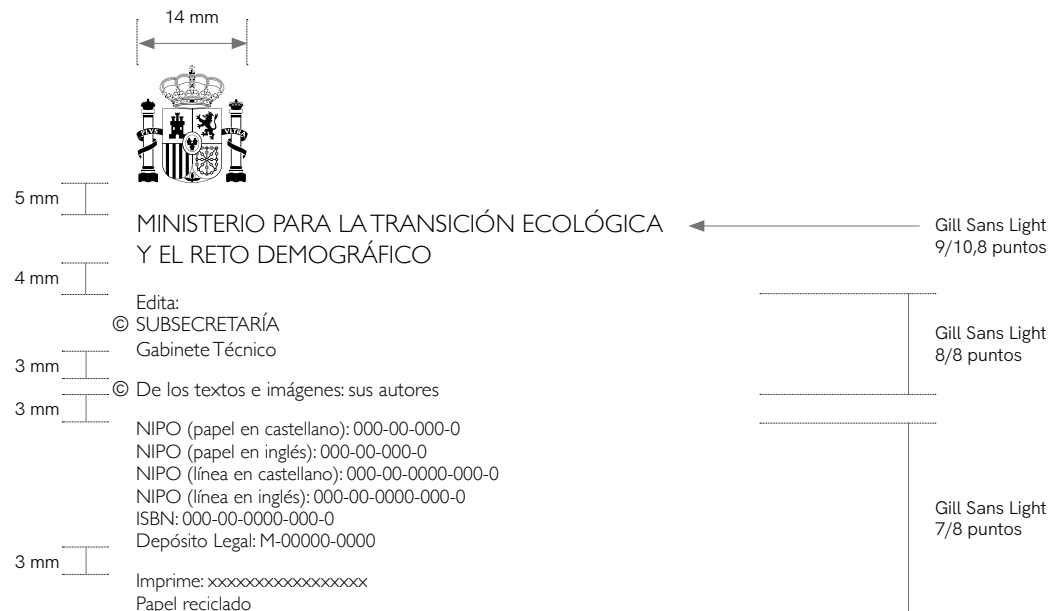 14 mm
PLVS VLTRA
5 mm
MINISTERIO PARA LA TRANSICIÓN ECOLÓGICA
Y EL RETO DEMOGRÁFICO
Gill Sans Light
9/10,8 puntos
4 mm
Edita:
© SUBSECRETARÍA
Gabinete Técnico
Gill Sans Light
8/8 puntos
3 mm
© De los textos e imágenes: sus autores
3 mm
NIPO (papel en castellano): 000-00-000-0
NIPO (papel en inglés): 000-00-000-0
NIPO (línea en castellano): 000-00-0000-000-0
NIPO (línea en inglés): 000-00-0000-000-0
ISBN: 000-00-0000-000-0
Depósito Legal: M-00000-0000
Gill Sans Light
7/8 puntos
3 mm
Imprime: xxxxxxxxxxxxxxxxx
Papel reciclado